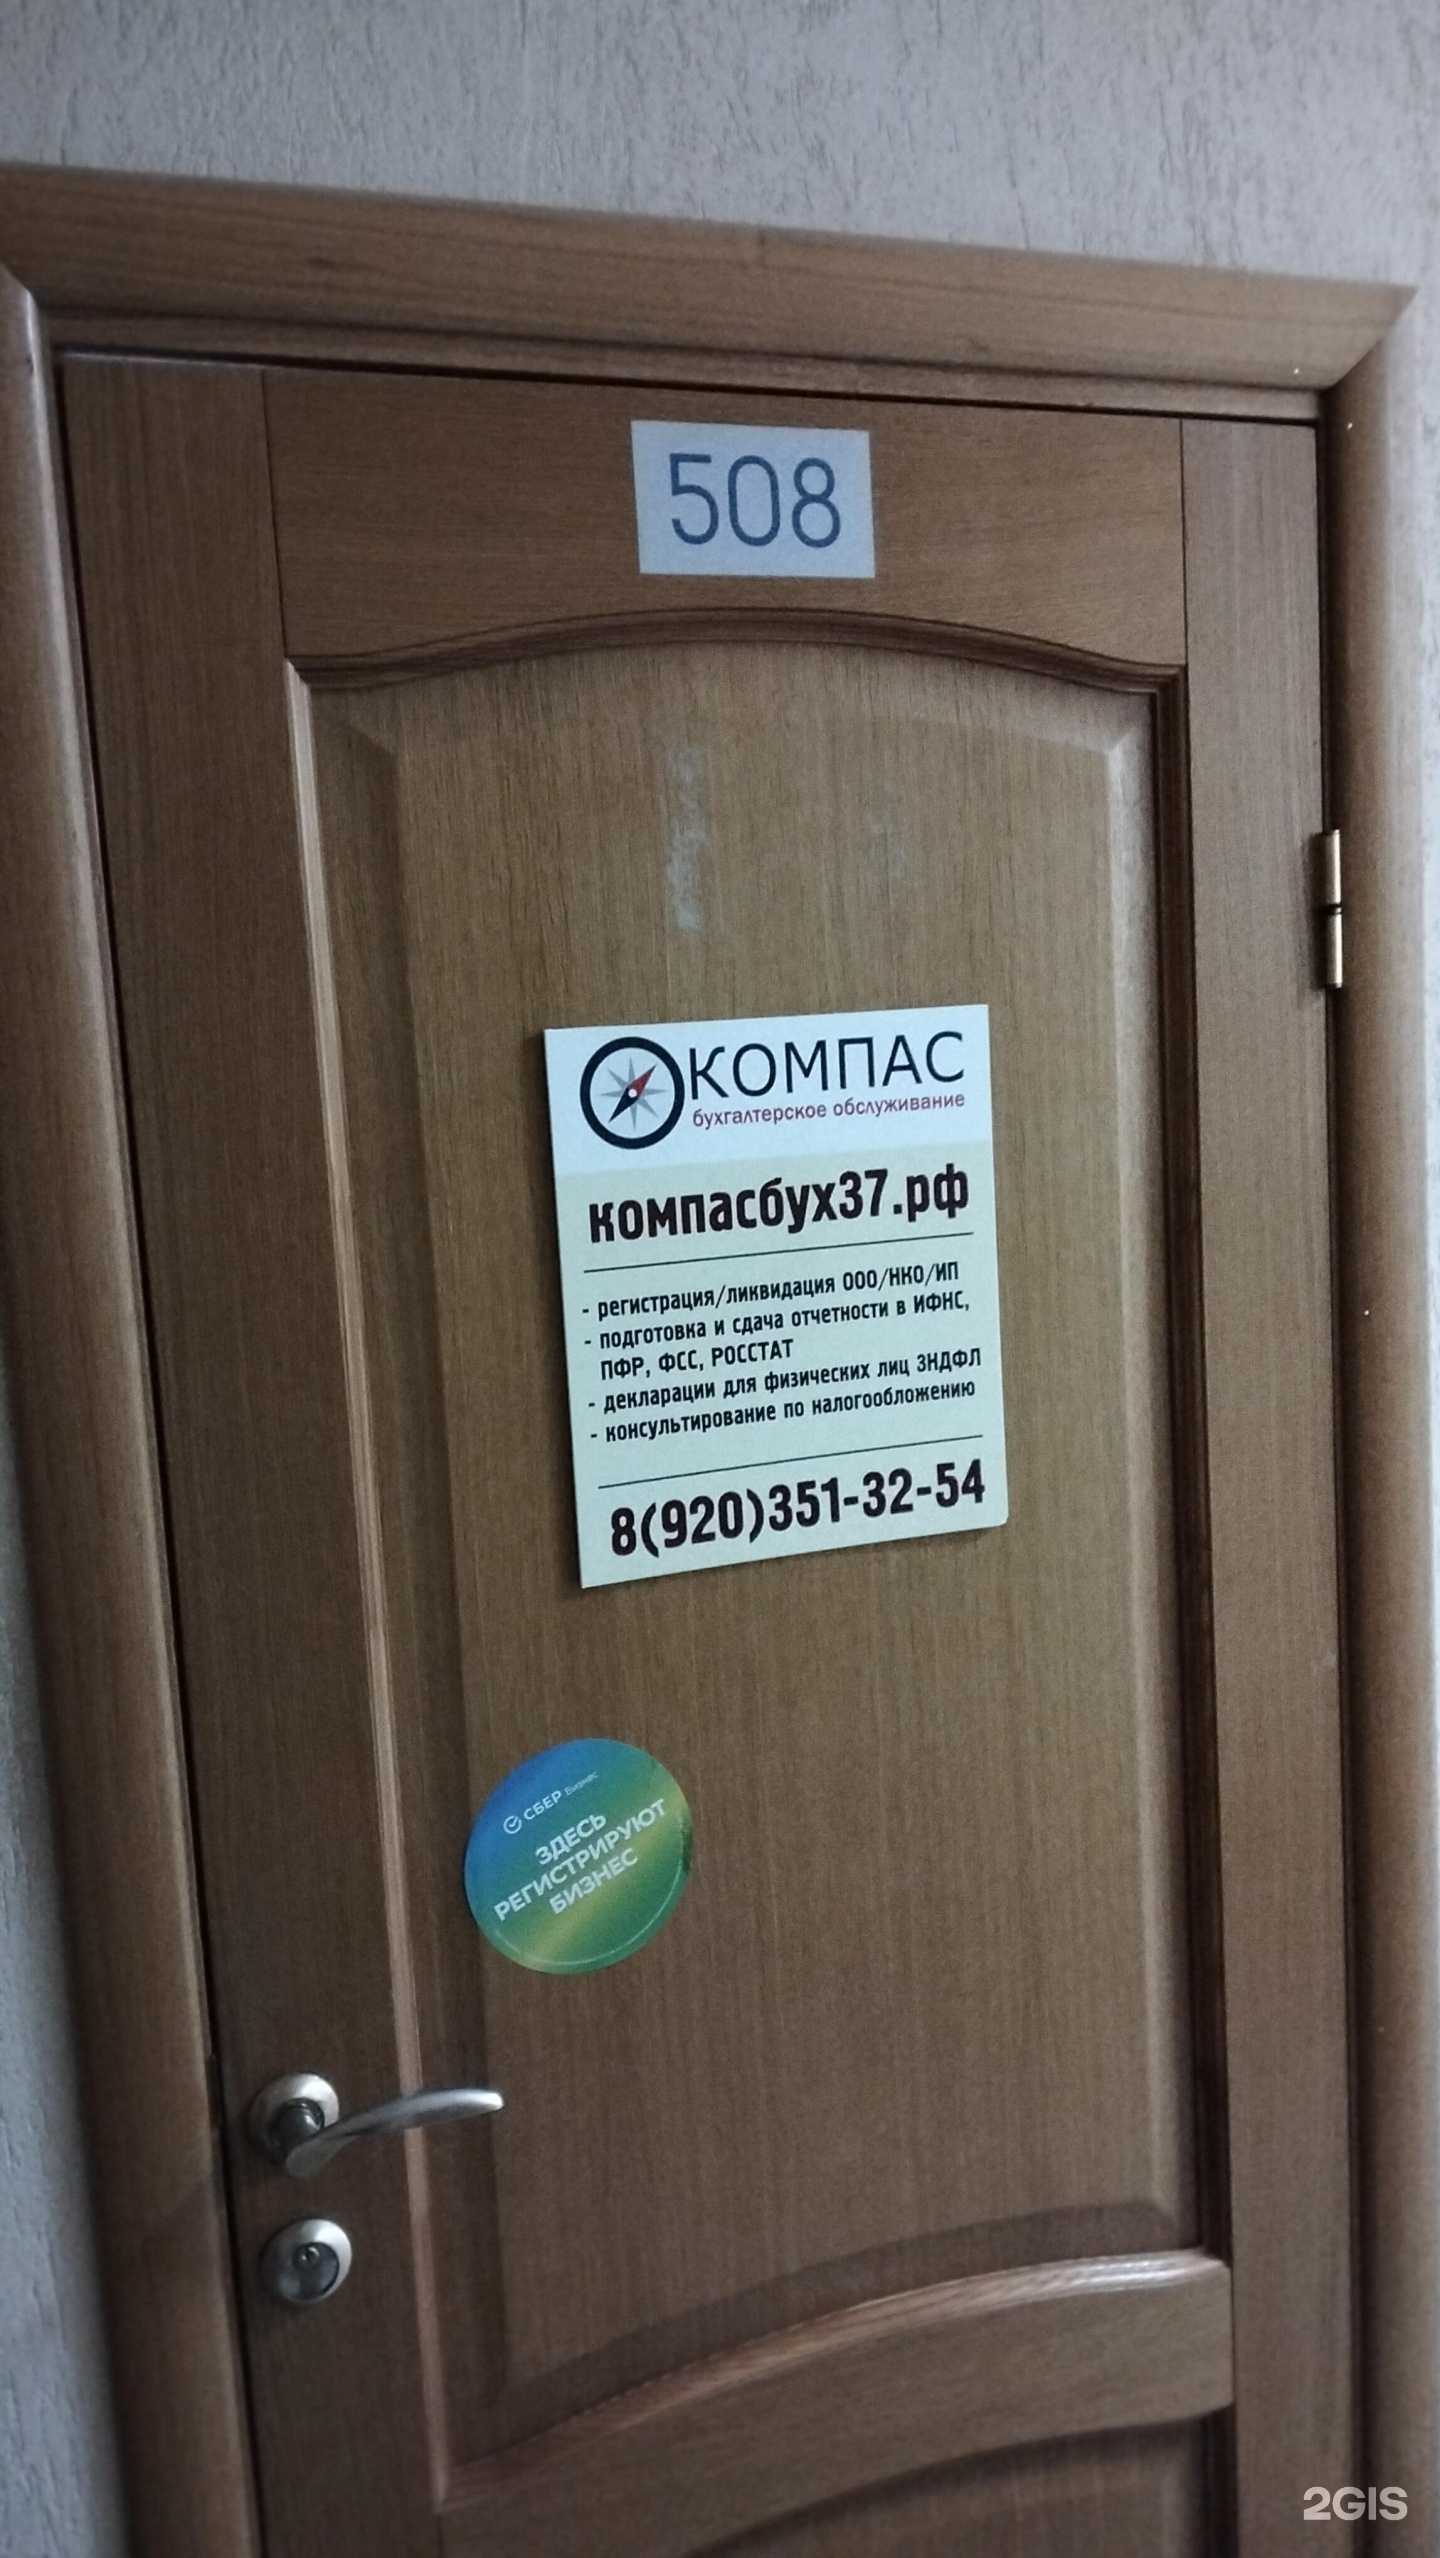 508
КОМПАС
бухгалтерское обслуживание
компасбух37.рф
- регистрация/ликвидация ООО/НКО/ИП
- подготовка и сдача отчетности в ИФНС,
ПФР, ФСС, РОССТАТ
- декларации для физических лиц 3НДФЛ
- консультирование по налогообложению
8(920)351-32-54
СБЕР Бизнес
ЗДЕСЬ
РЕГИСТРИРУЮТ
БИЗНЕС
2GIS